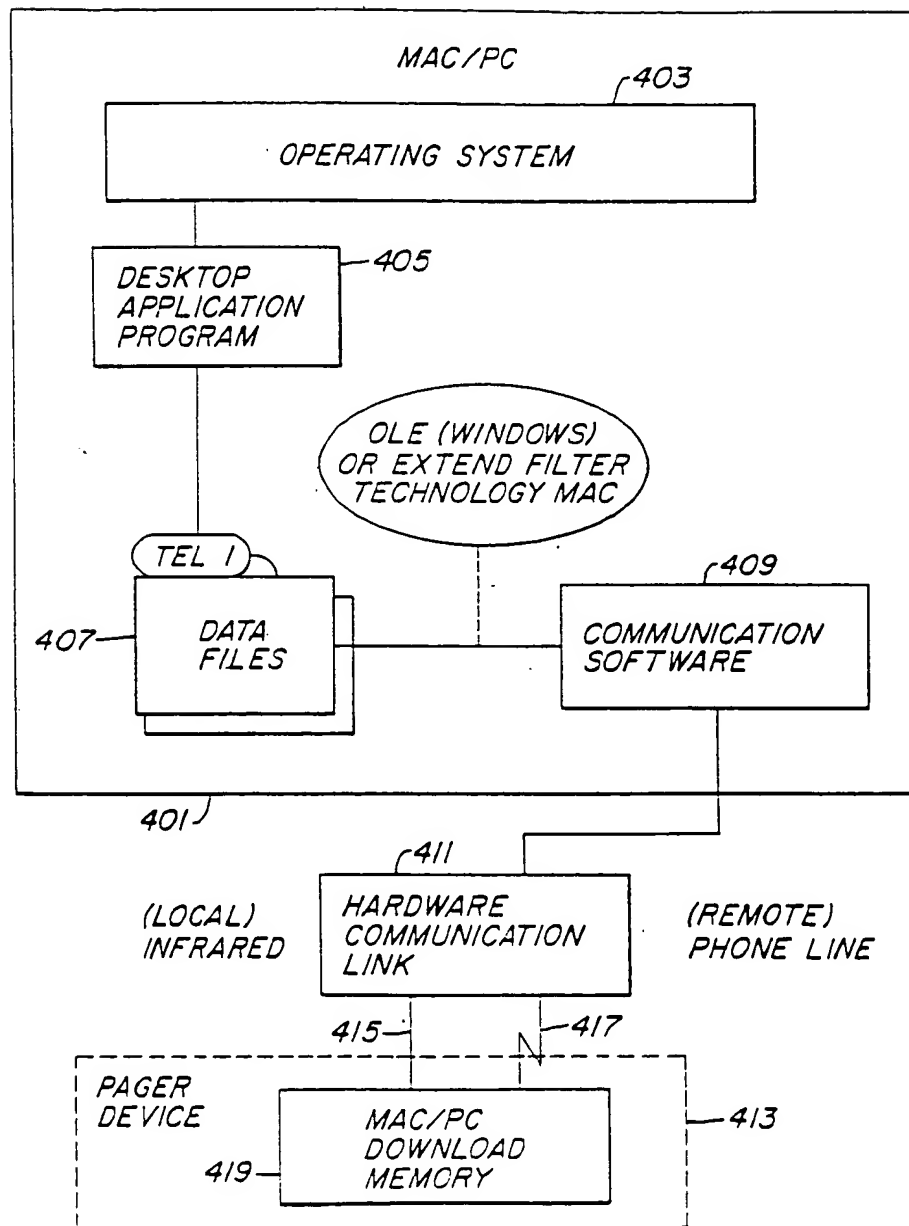 MAC/PC
403
OPERATING SYSTEM
405
DESKTOP
APPLICATION
PROGRAM
OLE (WINDOWS)
OR EXTEND FILTER
TECHNOLOGY MAC
TEL 1
409
407
DATA
FILES
COMMUNICATION
SOFTWARE
401
411
(LOCAL)
INFRARED
HARDWARE
COMMUNICATION
LINK
(REMOTE)
PHONE LINE
415
417
PAGER
DEVICE
413
MAC/PC
DOWNLOAD
MEMORY
419